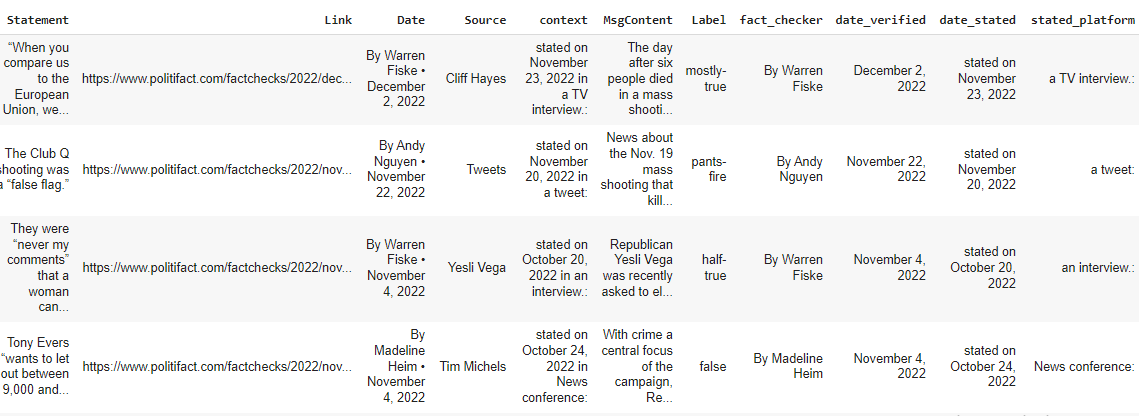 Statement Link Date Source context MsgContent Label fact_checker date_verified date_stated stated_platform
“When you
compare us
to the
European
Union, we...
https://www.politifact.com/factchecks/2022/dec...
By Warren
Fiske •
December
2, 2022
Cliff Hayes
stated on
November
23, 2022 in
a TV
interview.:
The day
after six
people died
in a mass
shooti...
mostly-
true
By Warren
Fiske
December 2,
2022
stated on
November
23, 2022
a TV interview.:
The Club Q
shooting was
a “false flag.”
https://www.politifact.com/factchecks/2022/nov...
By Andy
Nguyen •
November
22, 2022
Tweets
stated on
November
20, 2022 in
a tweet:
News about
the Nov. 19
mass
shooting that
kill...
pants-
fire
By Andy
Nguyen
November 22,
2022
stated on
November
20, 2022
a tweet:
They were
“never my
comments”
that a
woman
can...
https://www.politifact.com/factchecks/2022/nov...
By Warren
Fiske •
November
4, 2022
Yesli Vega
stated on
October 20,
2022 in an
interview.:
Republican
Yesli Vega
was recently
asked to el...
half-
true
By Warren
Fiske
November 4,
2022
stated on
October 20,
2022
an interview.:
Tony Evers
“wants to let
out between
9,000 and...
https://www.politifact.com/factchecks/2022/nov...
By
Madeline
Heim •
November
4, 2022
Tim Michels
stated on
October 24,
2022 in
News
conference:
With crime a
central focus
of the
campaign,
Re...
false
By Madeline
Heim
November 4,
2022
stated on
October 24,
2022
News conference: